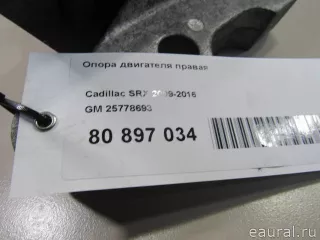 Опора двигателя правая
Cadillac SRX 2009-2016
GM 25778693
80 897 034
© eaural.ru